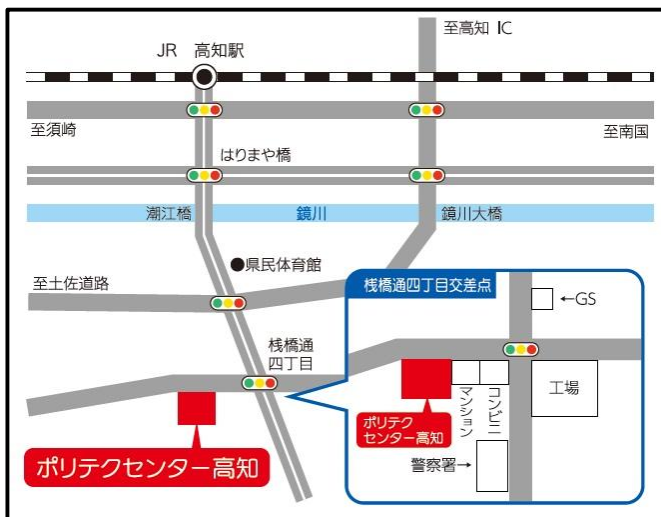 至高知 IC
JR 高知駅
至須崎
至南国
はりまや橋
潮江橋
鏡川
鏡川大橋
●県民体育館
至土佐道路
桟橋通四丁目交差点
←GS
桟橋通
四丁目
工場
コンビニ
マンション
ポリテク
センター高知
警察署→
ポリテクセンター高知